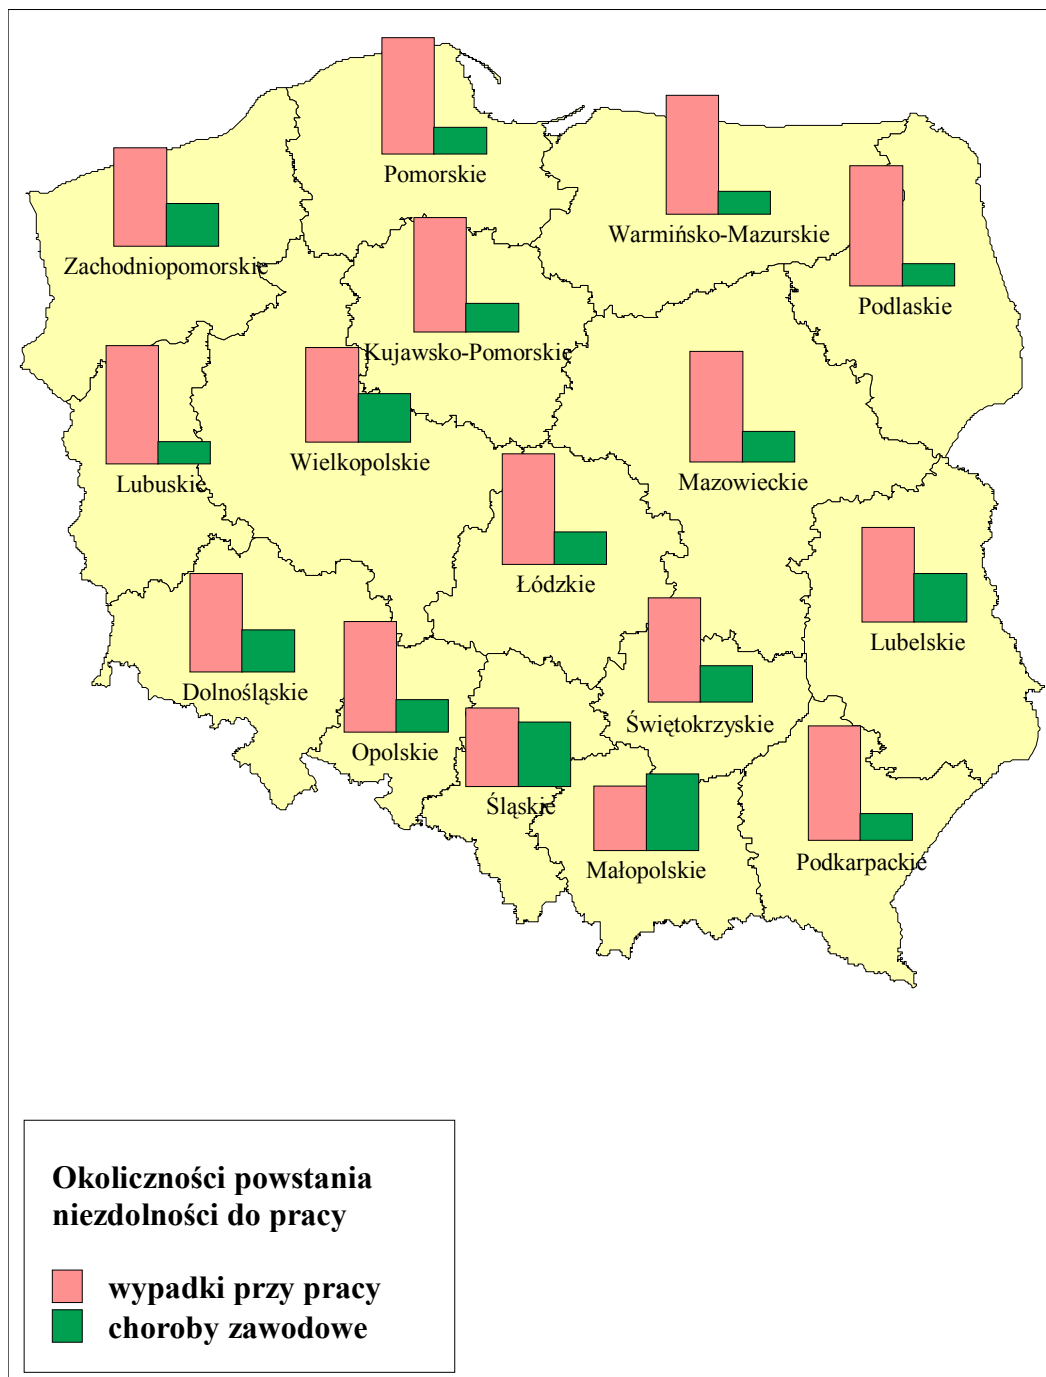 Pomorskie
Warmińsko-Mazurskie
Zachodniopomorskie
Podlaskie
Kujawsko-Pomorskie
Wielkopolskie
Mazowieckie
Lubuskie
Łódzkie
Lubelskie
Dolnośląskie
Świętokrzyskie
Opolskie
Śląskie
Małopolskie
Podkarpackie
Okoliczności powstania
niezdolności do pracy
wypadki przy pracy
choroby zawodowe